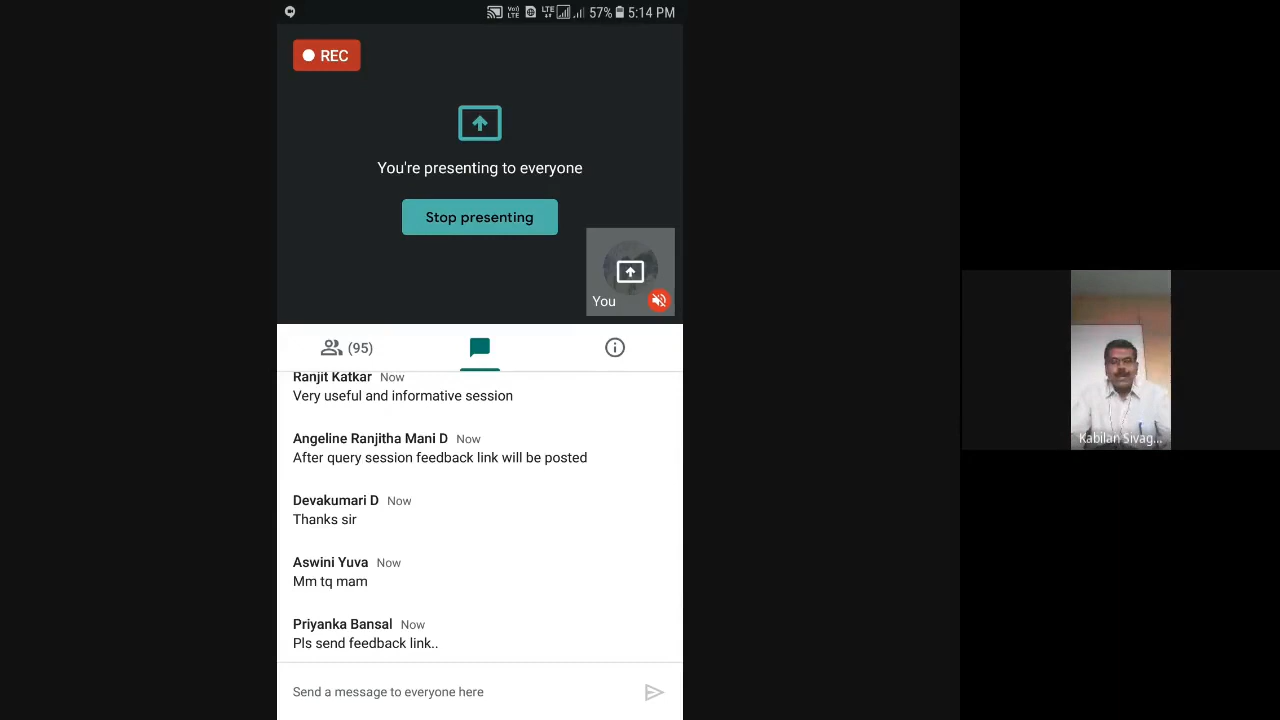 57% 5:14 PM
REC
You're presenting to everyone
Stop presenting
You
(95)
Ranjit Katkar Now
Very useful and informative session
Angeline Ranjitha Mani D Now
After query session feedback link will be posted
Devakumari D Now
Thanks sir
Aswini Yuva Now
Mm tq mam
Priyanka Bansal Now
Pls send feedback link..
Send a message to everyone here
Kabilan Sivag...